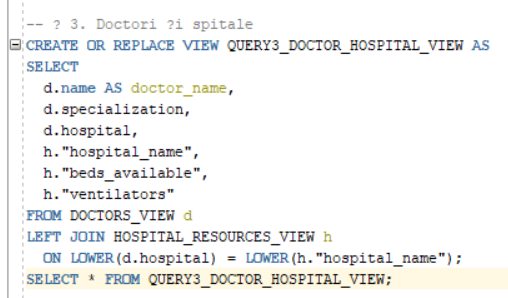 -- ? 3. Doctori ?i spitale
CREATE OR REPLACE VIEW QUERY3_DOCTOR_HOSPITAL_VIEW AS
SELECT
  d.name AS doctor_name,
  d.specialization,
  d.hospital,
  h."hospital_name",
  h."beds_available",
  h."ventilators"
FROM DOCTORS_VIEW d
LEFT JOIN HOSPITAL_RESOURCES_VIEW h
  ON LOWER(d.hospital) = LOWER(h."hospital_name");
SELECT * FROM QUERY3_DOCTOR_HOSPITAL_VIEW;